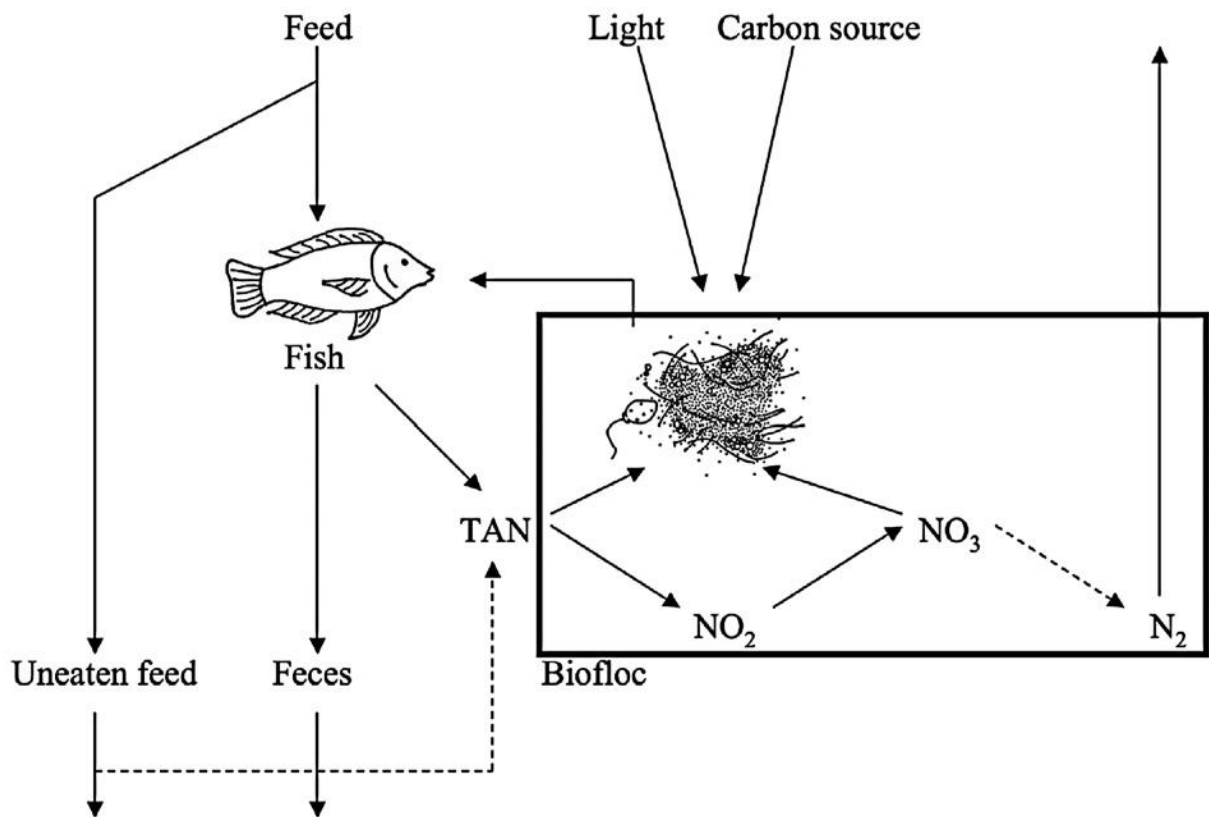 Feed
Light
Carbon source
Fish
TAN
NO₃
NO₂
N₂
Uneaten feed
Feces
Biofloc